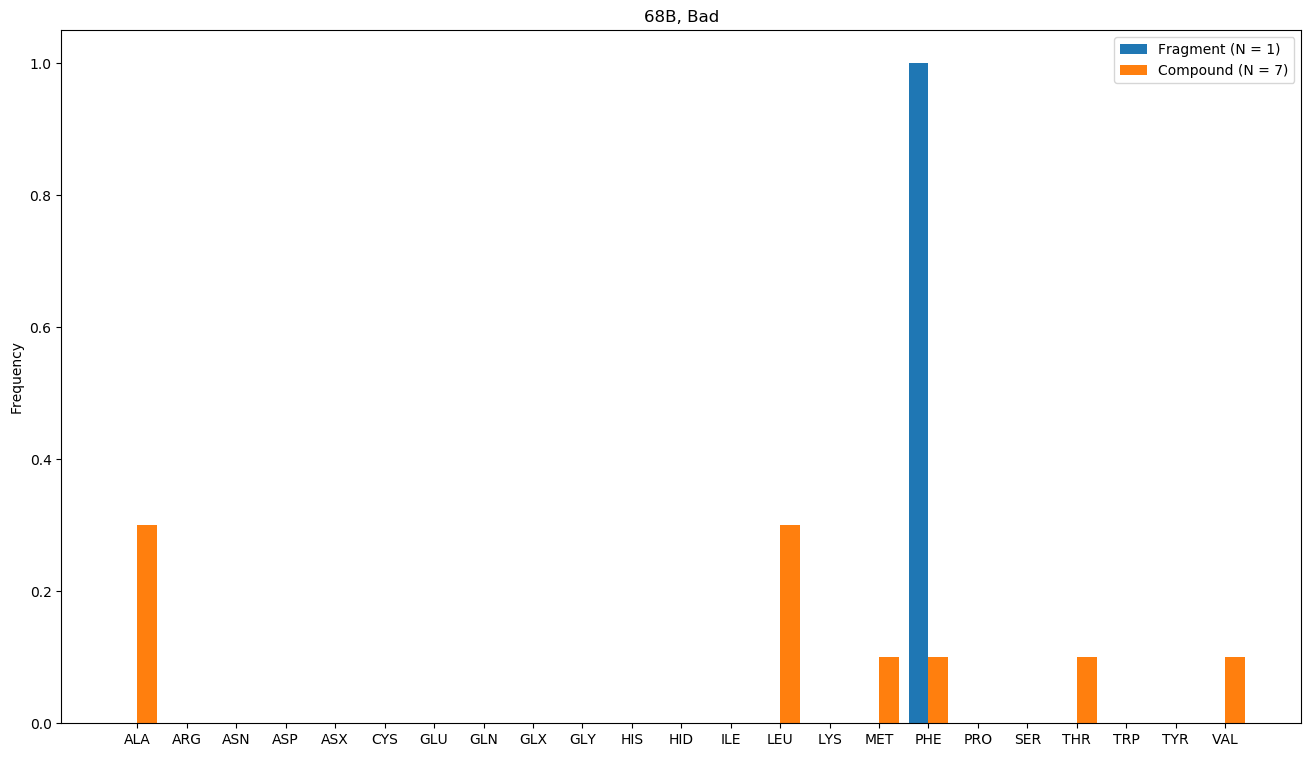 68B, Bad
Fragment (N = 1)
Compound (N = 7)
1.0
0.8
0.6
0.4
0.2
0.0
Frequency
ALA ARG ASN ASP ASX CYS GLU GLN GLX GLY HIS HID ILE LEU LYS MET PHE PRO SER THR TRP TYR VAL